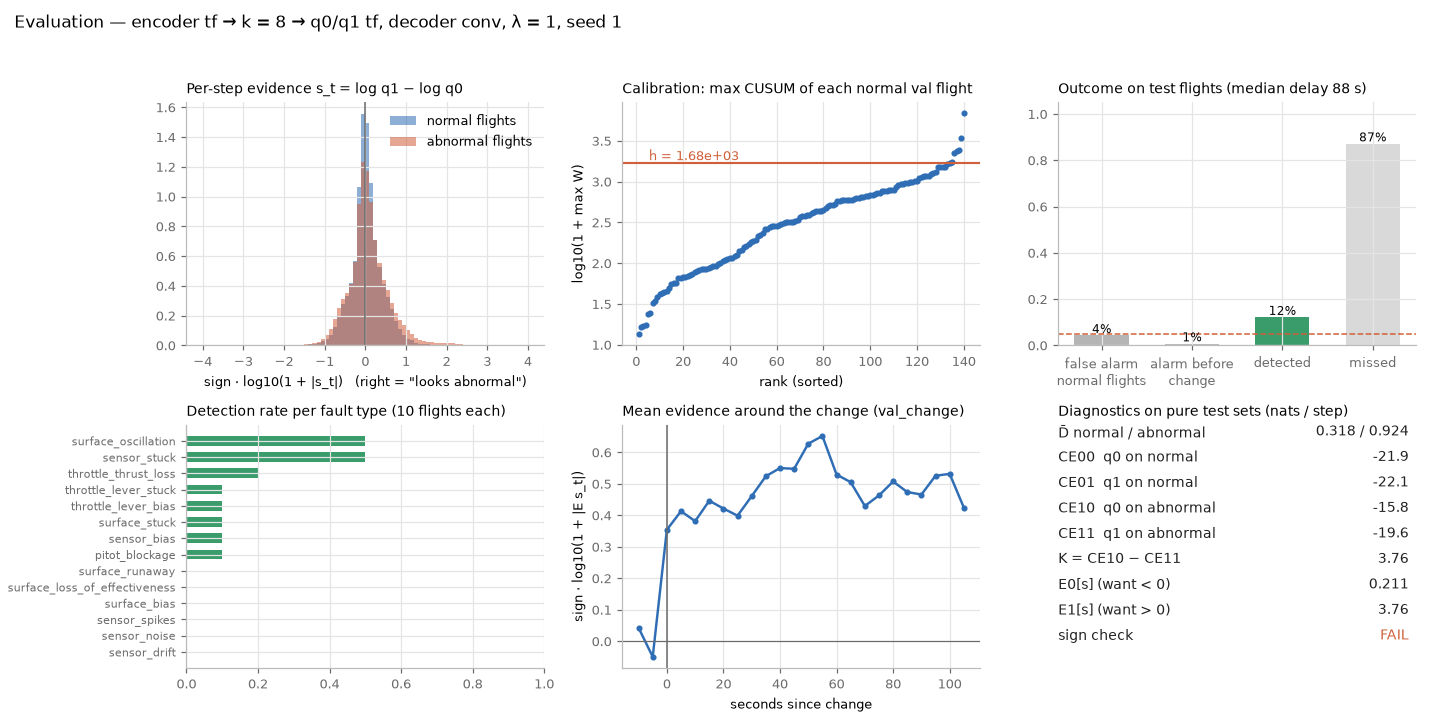 Evaluation — encoder tf → k = 8 → q0/q1 tf, decoder conv, λ = 1, seed 1
Per-step evidence s_t = log q1 − log q0
1.6
1.4
1.2
1.0
0.8
0.6
0.4
0.2
0.0
normal flights
abnormal flights
−4
−3
−2
−1
0
1
2
3
4
sign · log10(1 + |s_t|) (right = "looks abnormal")
Calibration: max CUSUM of each normal val flight
log10(1 + max W)
3.5
3.0
2.5
2.0
1.5
1.0
h = 1.68e+03
0
20
40
60
80
100
120
140
rank (sorted)
Outcome on test flights (median delay 88 s)
1.0
0.8
0.6
0.4
0.2
0.0
4%
1%
12%
87%
false alarm
normal flights
alarm before
change
detected
missed
Detection rate per fault type (10 flights each)
surface_oscillation
sensor_stuck
throttle_thrust_loss
throttle_lever_stuck
throttle_lever_bias
surface_stuck
sensor_bias
pitot_blockage
surface_runaway
surface_loss_of_effectiveness
surface_bias
sensor_spikes
sensor_noise
sensor_drift
0.0
0.2
0.4
0.6
0.8
1.0
Mean evidence around the change (val_change)
sign · log10(1 + |E s_t|)
0.6
0.5
0.4
0.3
0.2
0.1
0.0
0
20
40
60
80
100
seconds since change
Diagnostics on pure test sets (nats / step)
D̄ normal / abnormal 0.318 / 0.924
CE00 q0 on normal -21.9
CE01 q1 on normal -22.1
CE10 q0 on abnormal -15.8
CE11 q1 on abnormal -19.6
K = CE10 − CE11 3.76
E0[s] (want < 0) 0.211
E1[s] (want > 0) 3.76
sign check FAIL